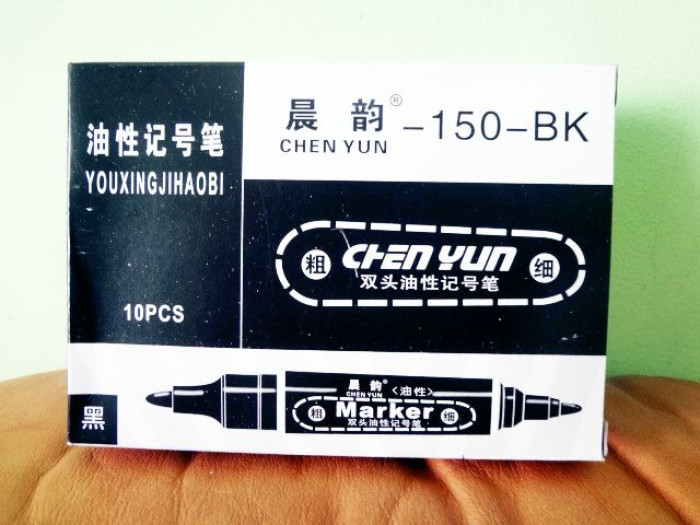 油性记号笔
YOUXINGJIHAOBI
10PCS
晨韵®-150-BK
CHEN YUN
粗 CHEN YUN 细
双头油性记号笔
黑
晨韵® <油性>
CHEN YUN
粗 Marker 细
双头油性记号笔